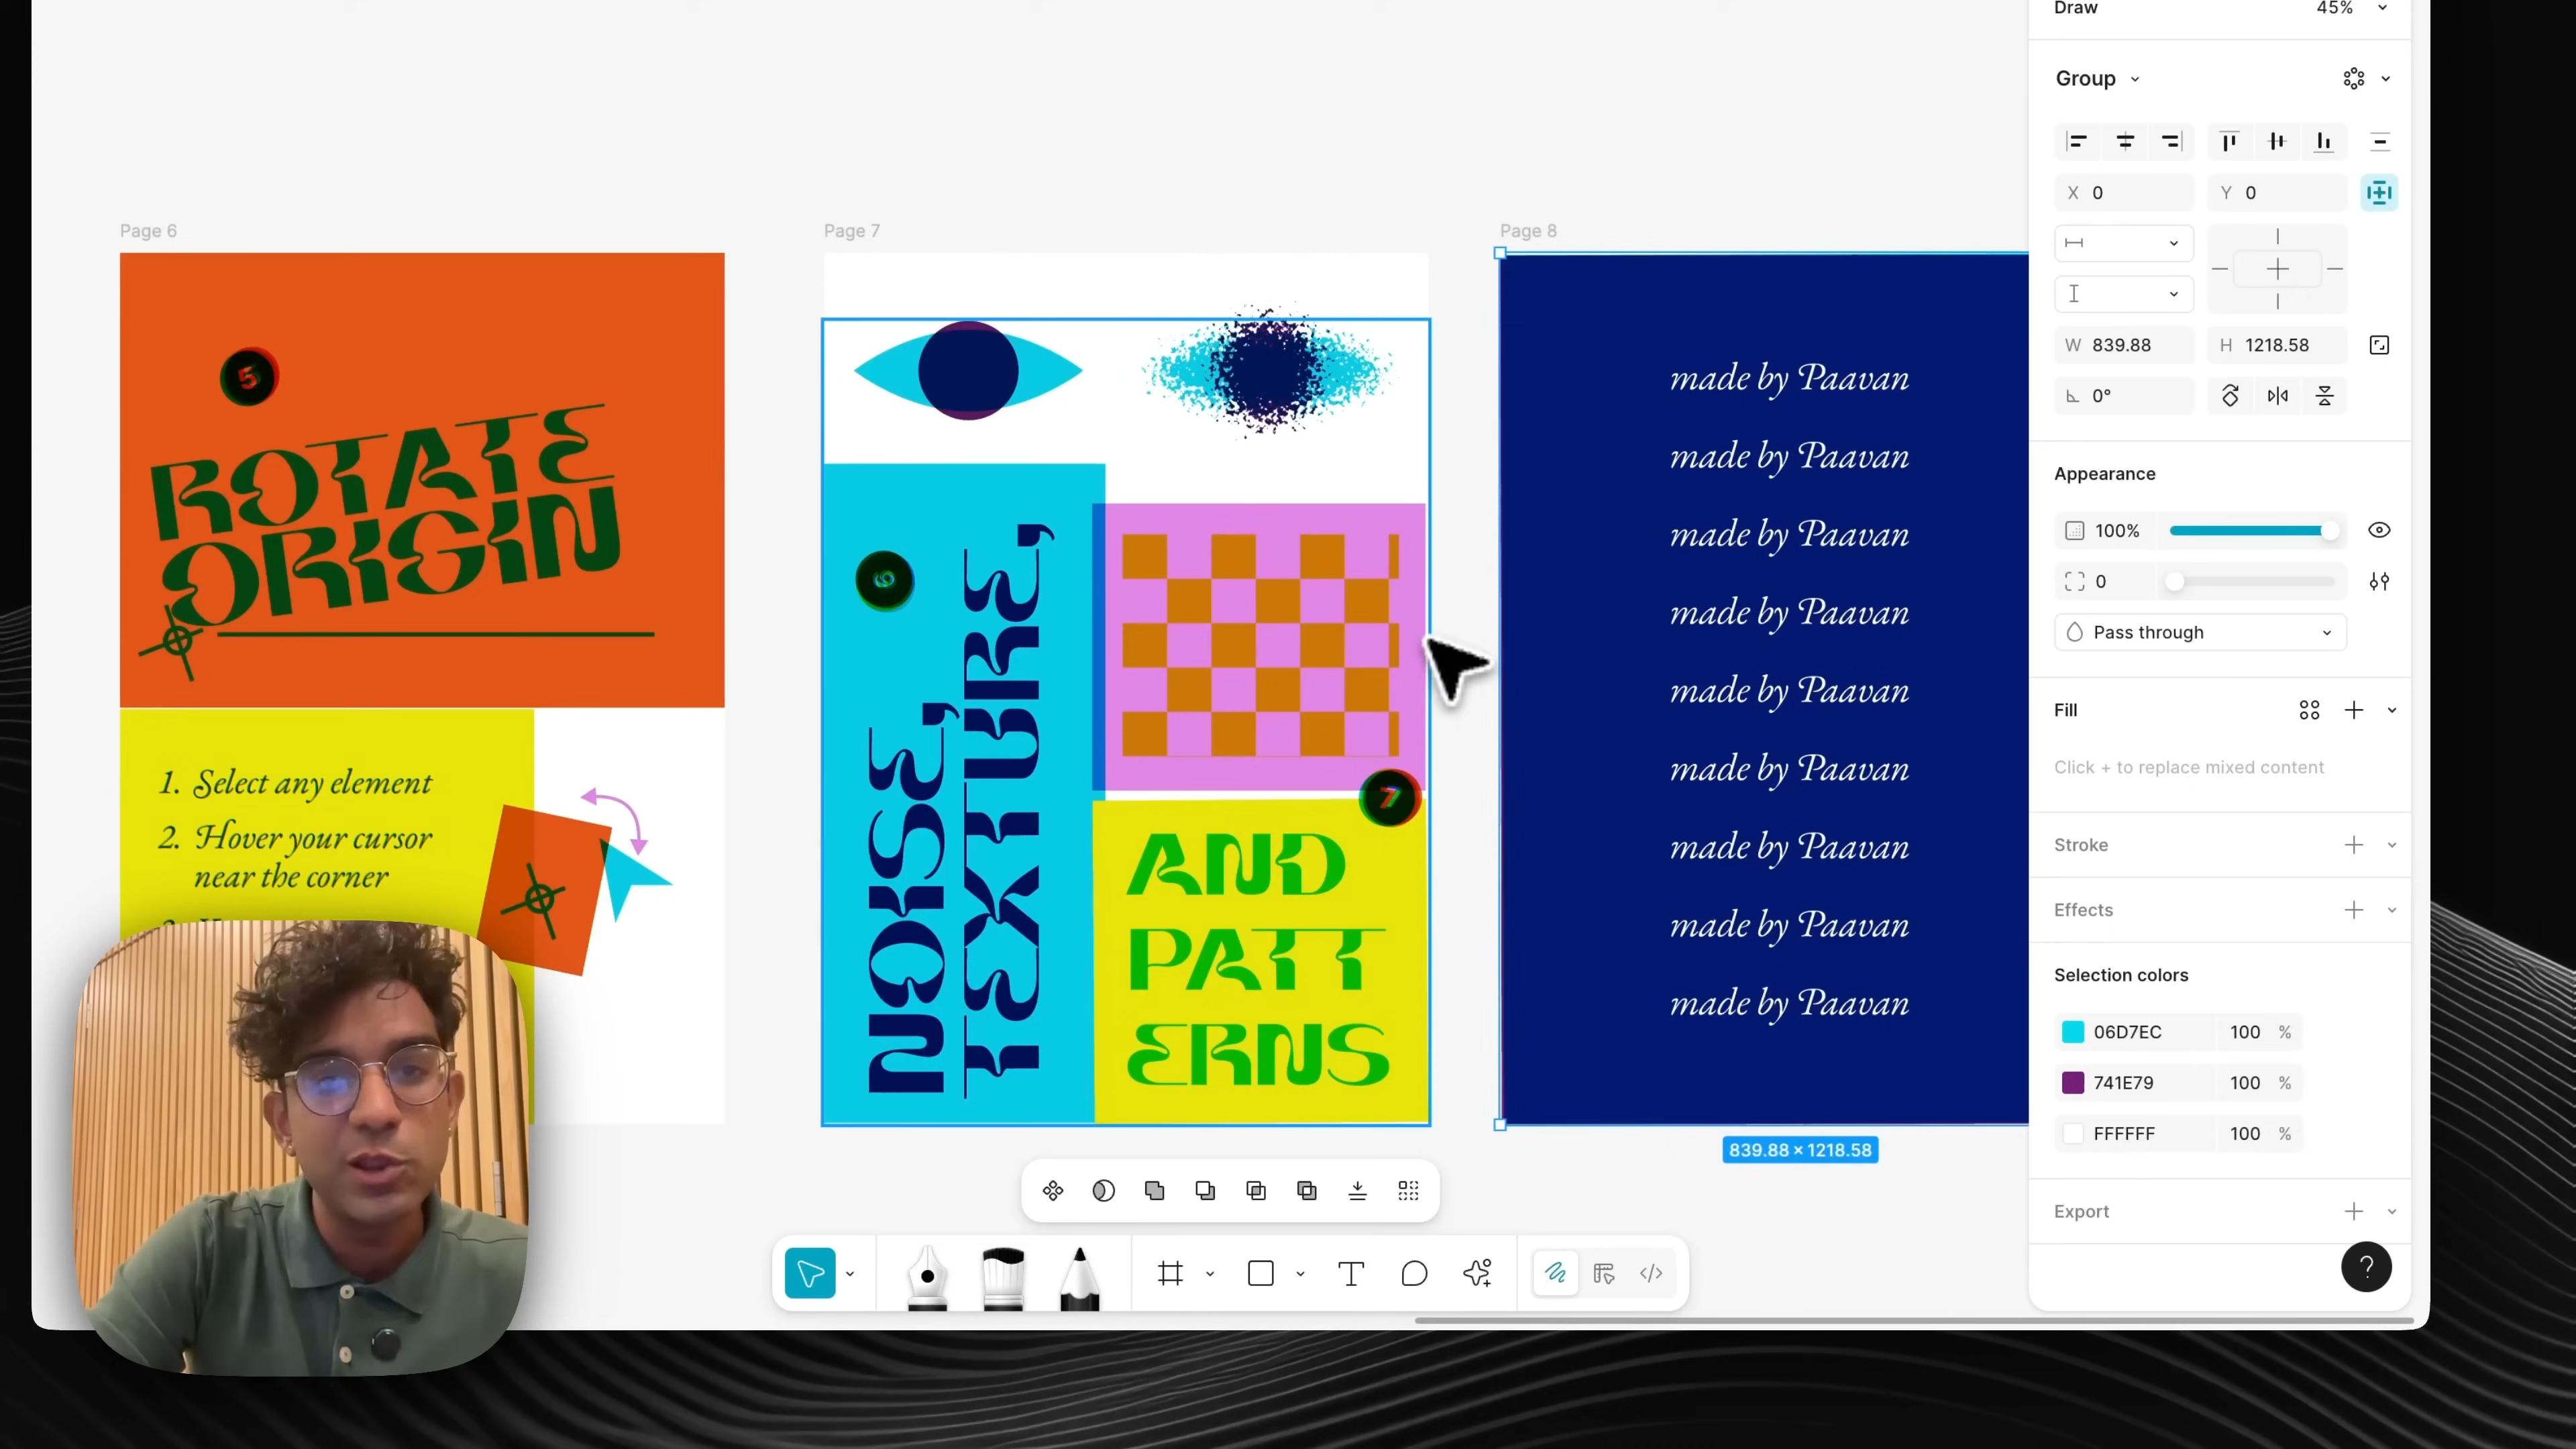 Draw 45%
Group
X 0 Y 0
W 839.88 H 1218.58
0°
Appearance
100%
0
Pass through
Fill
Click + to replace mixed content
Stroke
Effects
Selection colors
06D7EC 100 %
741E79 100 %
FFFFFF 100 %
Export
?
Page 6
5
ROTATE
ORIGIN
1. Select any element
2. Hover your cursor
near the corner
Page 7
6
NOISE,
TEXTURE,
7
AND
PATT
ERNS
Page 8
made by Paavan
made by Paavan
made by Paavan
made by Paavan
made by Paavan
made by Paavan
made by Paavan
made by Paavan
made by Paavan
839.88 × 1218.58